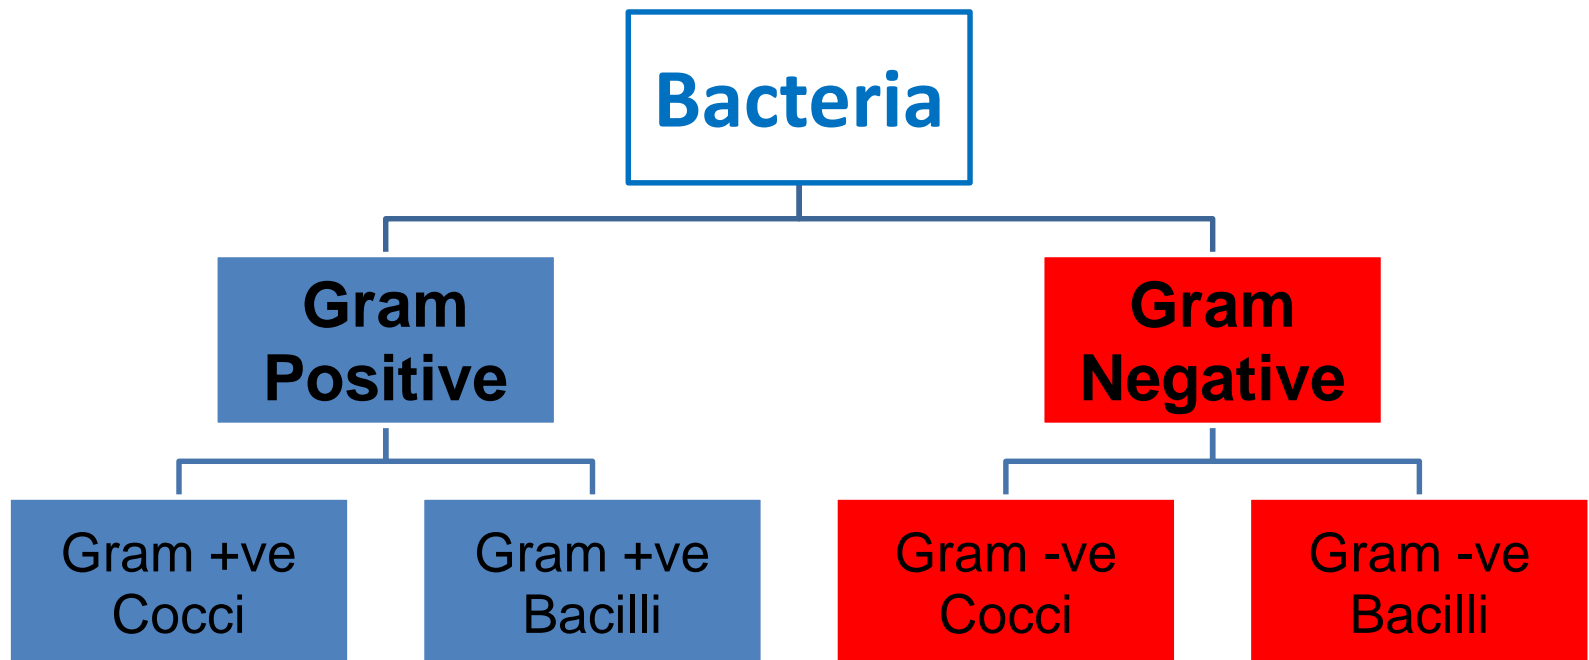 Bacteria
Gram
Positive
Gram
Negative
Gram +ve
Cocci
Gram +ve
Bacilli
Gram -ve
Cocci
Gram -ve
Bacilli